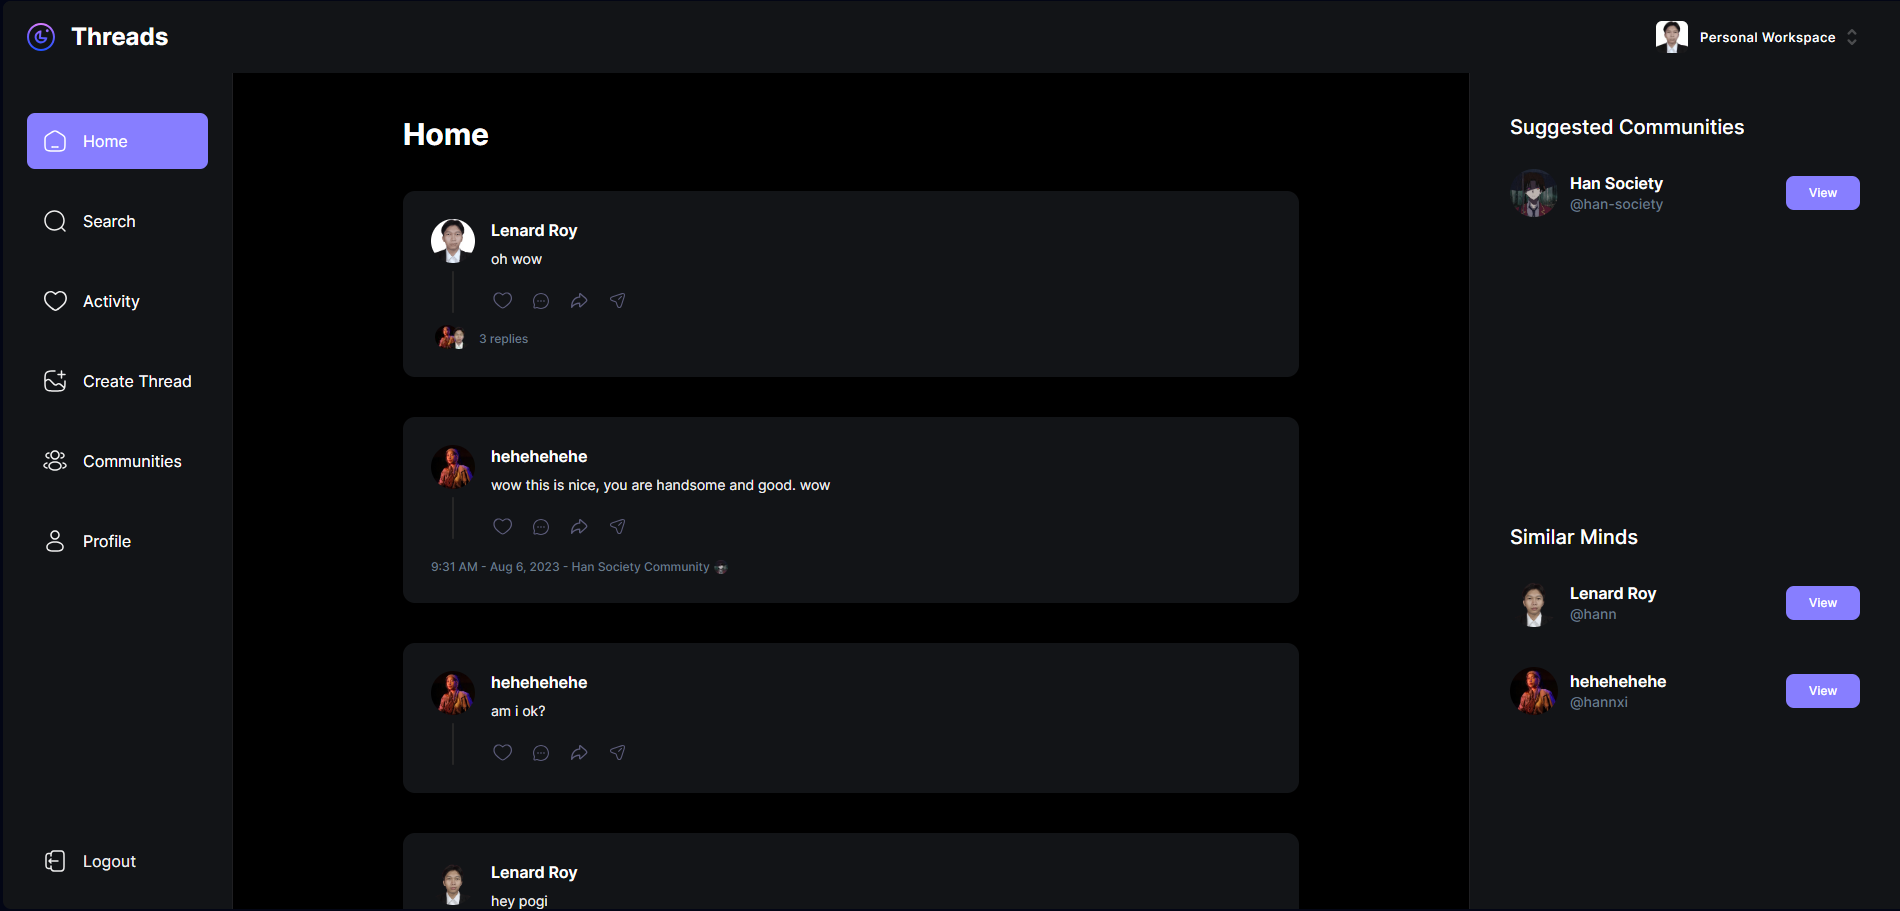 Threads
Personal Workspace
Home
Search
Activity
Create Thread
Communities
Profile
Logout
Home
Lenard Roy
oh wow
3 replies
hehehehehe
wow this is nice, you are handsome and good. wow
9:31 AM - Aug 6, 2023 - Han Society Community
hehehehehe
am i ok?
Lenard Roy
hey pogi
Suggested Communities
Han Society
@han-society
View
Similar Minds
Lenard Roy
@hann
View
hehehehehe
@hannxi
View